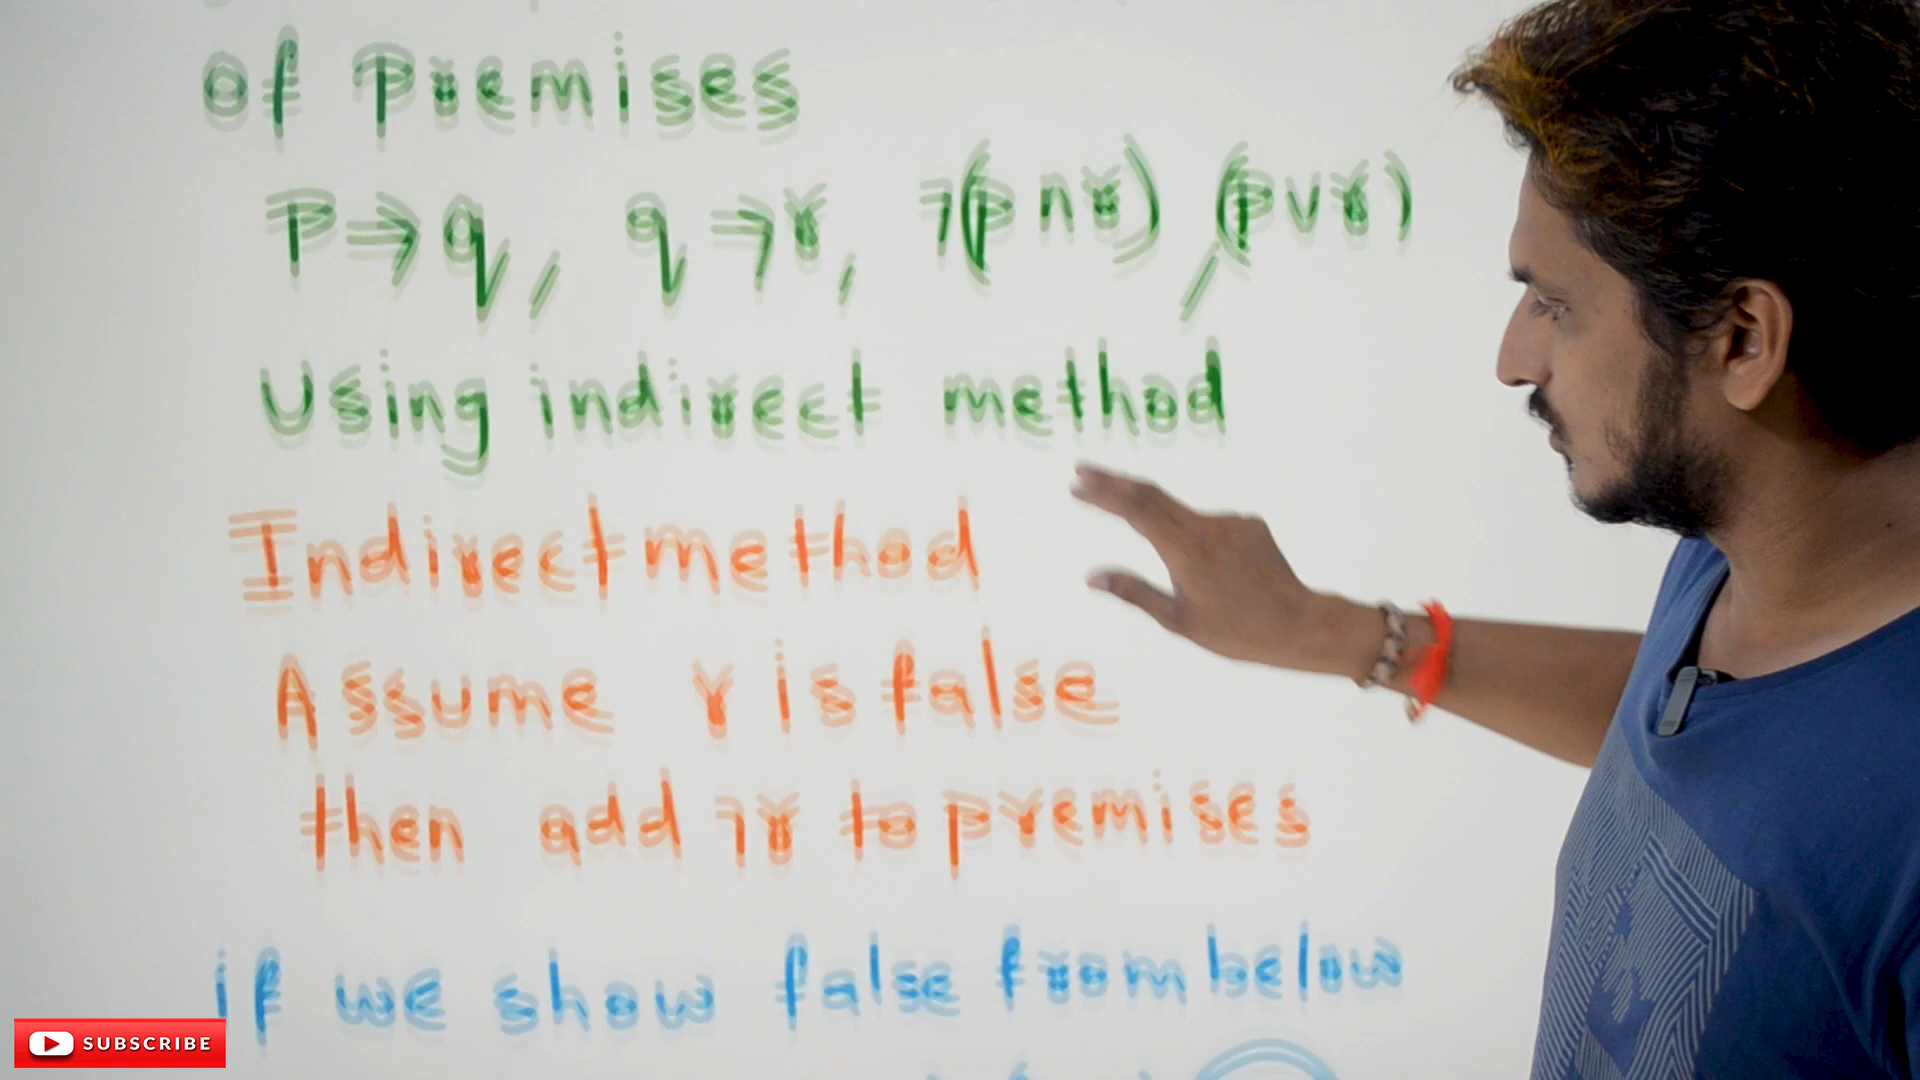 of premises
P ⇒ q, q ⇒ r, ¬(p ∩ r), (p ∨ r)
Using indirect method
Indirect method
Assume r is false
then add ¬r to premises
if we show false from below
SUBSCRIBE